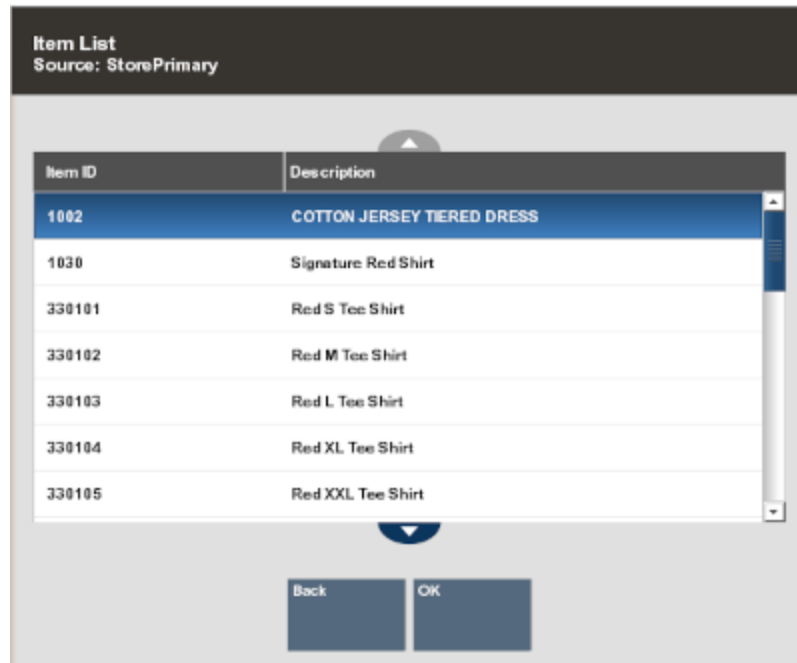 Item List
Source: StorePrimary
Item ID Description
1002 COTTON JERSEY TIERED DRESS
1030 Signature Red Shirt
330101 Red S Tee Shirt
330102 Red M Tee Shirt
330103 Red L Tee Shirt
330104 Red XL Tee Shirt
330105 Red XXL Tee Shirt
Back OK